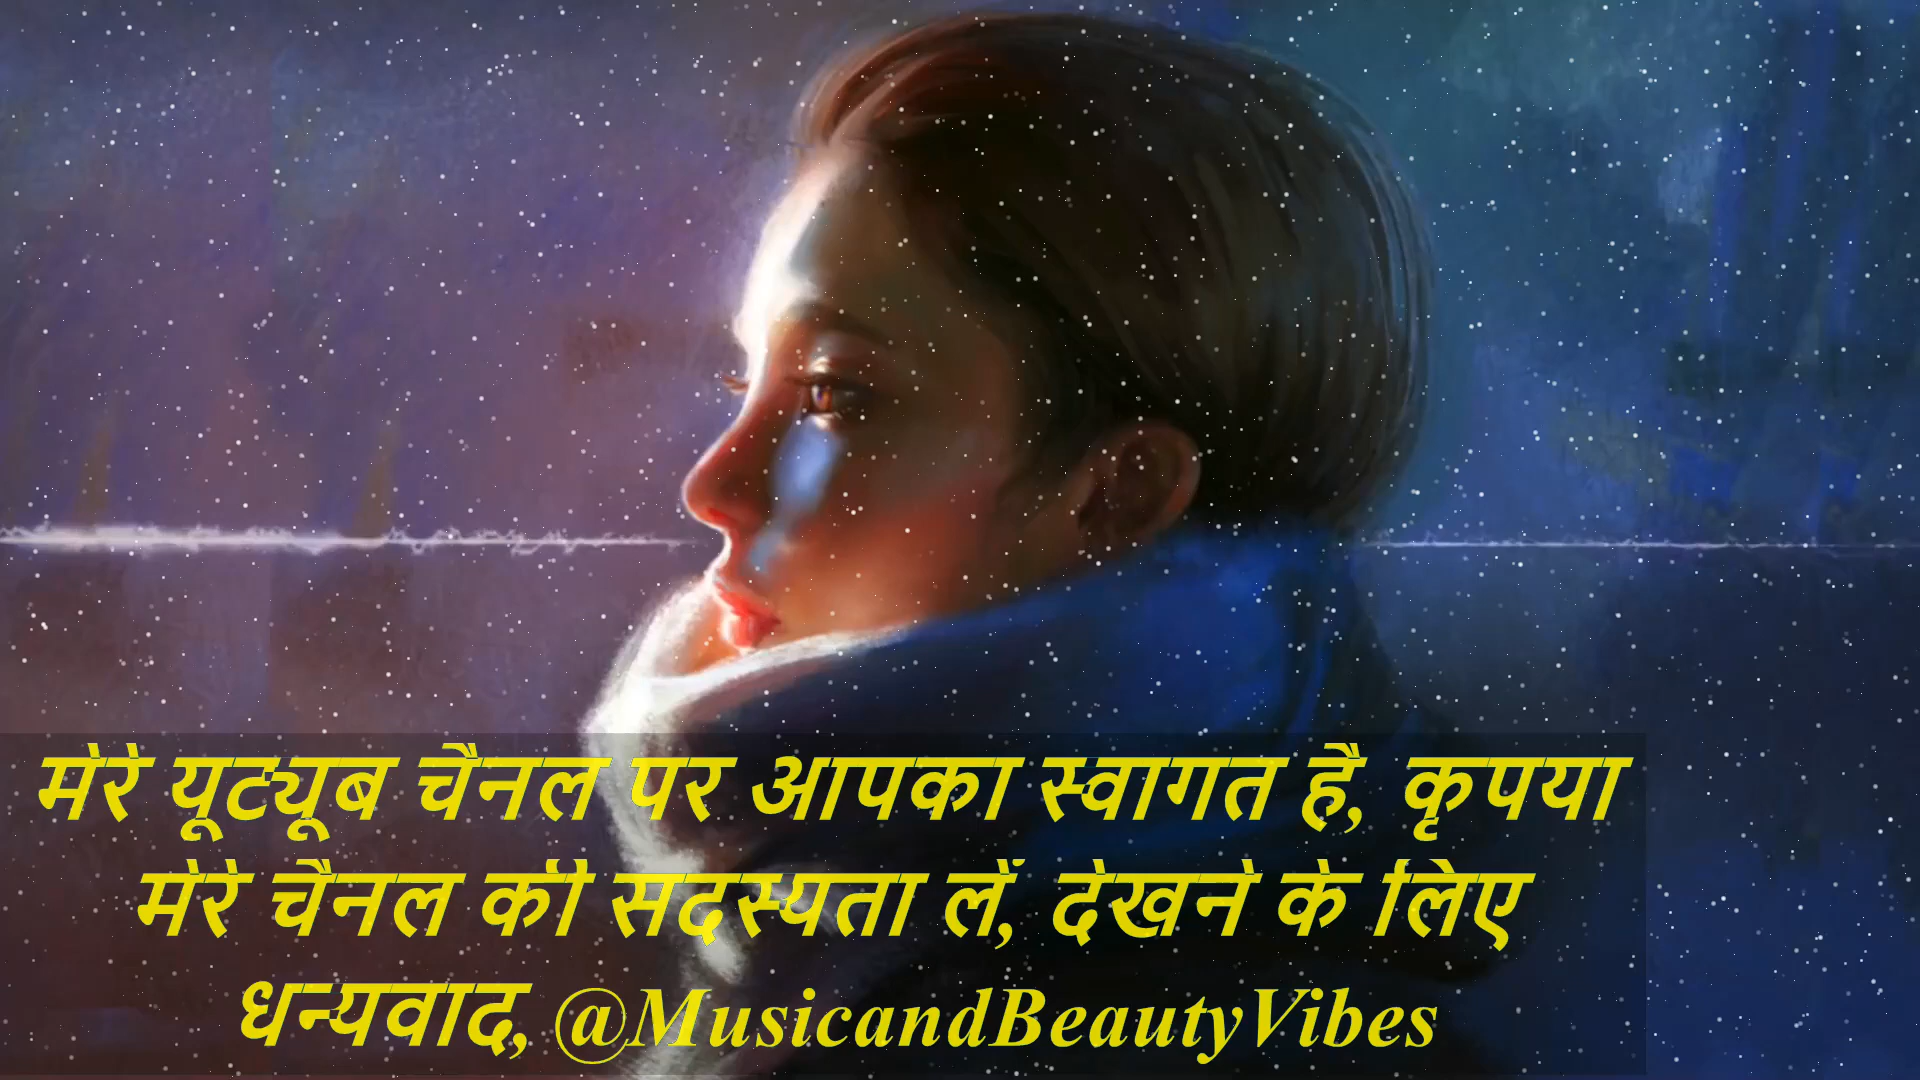 मेरे यूट्यूब चैनल पर आपका स्वागत है, कृपया
मेरे चैनल की सदस्यता लें, देखने के लिए
धन्यवाद, @MusicandBeautyVibes